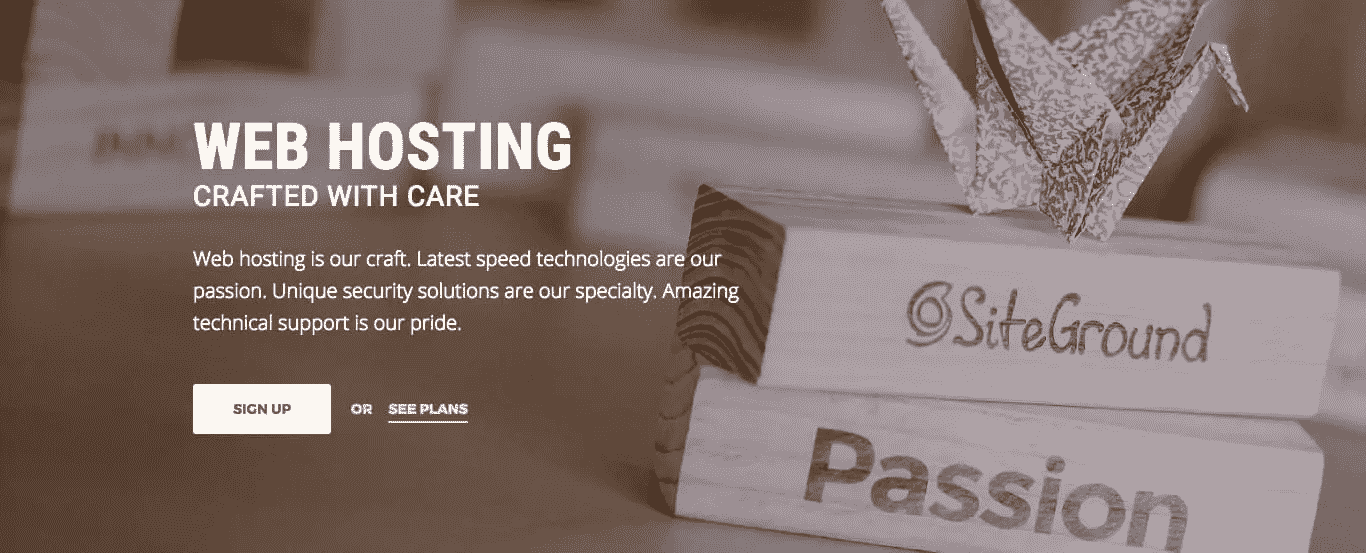 WEB HOSTING
CRAFTED WITH CARE
Web hosting is our craft. Latest speed technologies are our
passion. Unique security solutions are our specialty. Amazing
technical support is our pride.
SIGN UP OR SEE PLANS
SiteGround
Passion